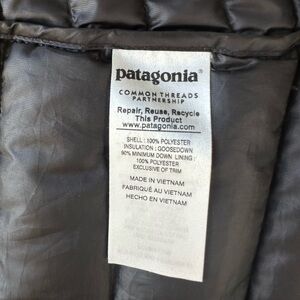 patagonia®
COMMON THREADS
PARTNERSHIP
Repair, Reuse, Recycle
This Product
www.patagonia.com
SHELL : 100% POLYESTER
INSULATION : GOOSEDOWN
90% MINIMUM DOWN LINING :
100% POLYESTER
EXCLUSIVE OF TRIM
MADE IN VIETNAM
FABRIQUÉ AU VIETNAM
HECHO EN VIETNAM